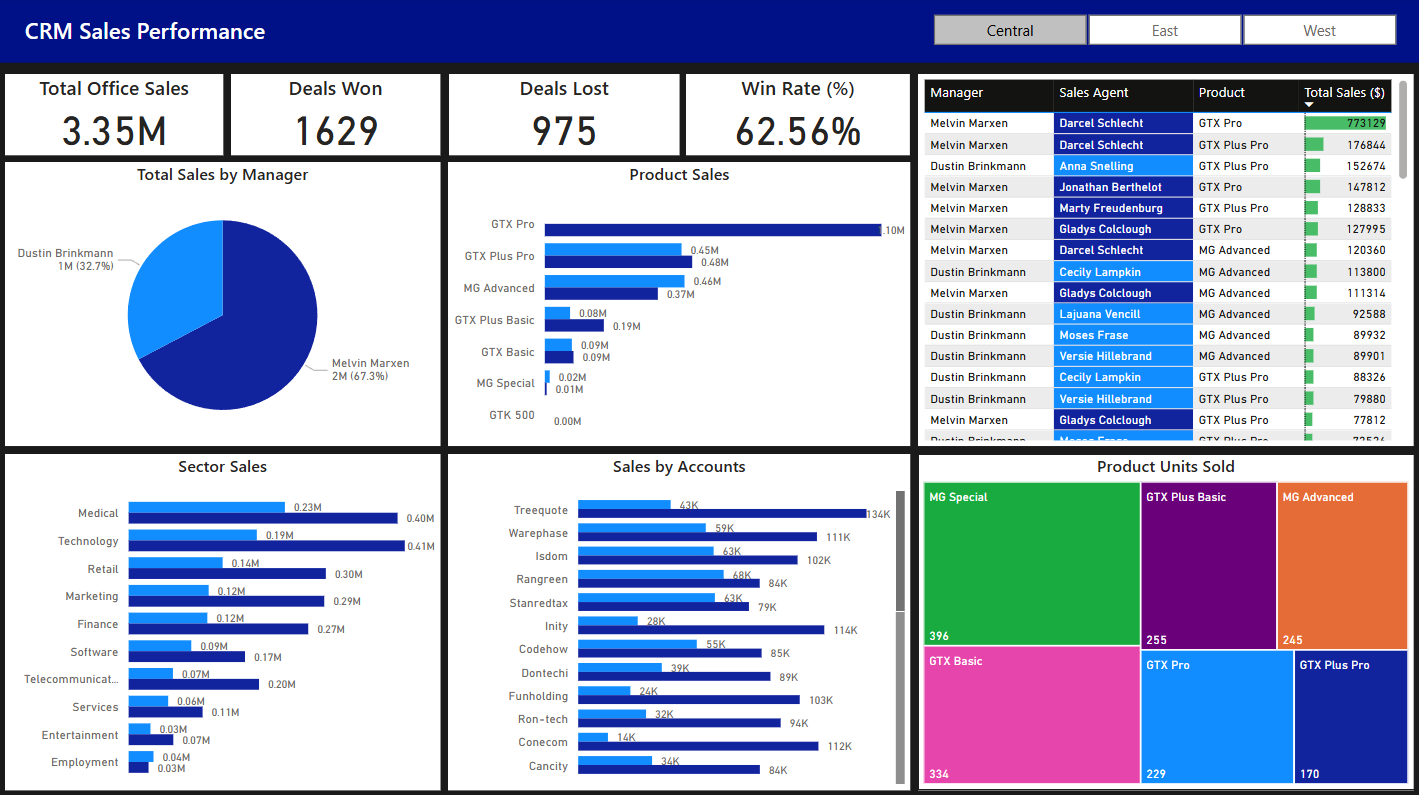 CRM Sales Performance
Central
East
West
Total Office Sales
3.35M
Deals Won
1629
Deals Lost
975
Win Rate (%)
62.56%
Total Sales by Manager
Dustin Brinkmann
1M (32.7%)
Melvin Marxen
2M (67.3%)
Product Sales
GTX Pro
.10M
GTX Plus Pro
0.45M
0.48M
MG Advanced
0.46M
0.37M
GTX Plus Basic
0.08M
0.19M
GTX Basic
0.09M
0.09M
MG Special
0.02M
0.01M
GTK 500
0.00M
Manager Sales Agent Product Total Sales ($)
Melvin Marxen Darcel Schlecht GTX Pro 773129
Melvin Marxen Darcel Schlecht GTX Plus Pro 176844
Dustin Brinkmann Anna Snelling GTX Plus Pro 152674
Melvin Marxen Jonathan Berthelot GTX Pro 147812
Melvin Marxen Marty Freudenburg GTX Plus Pro 128833
Melvin Marxen Gladys Colclough GTX Pro 127995
Melvin Marxen Darcel Schlecht MG Advanced 120360
Dustin Brinkmann Cecily Lampkin MG Advanced 113800
Melvin Marxen Gladys Colclough MG Advanced 111314
Dustin Brinkmann Lajuana Vencill MG Advanced 92588
Dustin Brinkmann Moses Frase MG Advanced 89932
Dustin Brinkmann Versie Hillebrand MG Advanced 89901
Dustin Brinkmann Cecily Lampkin GTX Plus Pro 88326
Dustin Brinkmann Versie Hillebrand GTX Plus Pro 79880
Melvin Marxen Gladys Colclough GTX Plus Pro 77812
Dustin Brinkmann Moses Frase GTX Plus Pro
Sector Sales
Medical
0.23M
0.40M
Technology
0.19M
0.41M
Retail
0.14M
0.30M
Marketing
0.12M
0.29M
Finance
0.12M
0.27M
Software
0.09M
0.17M
Telecommunicat...
0.07M
0.20M
Services
0.06M
0.11M
Entertainment
0.03M
0.07M
Employment
0.04M
0.03M
Sales by Accounts
Treequote
43K
134K
Warephase
59K
111K
Isdom
63K
102K
Rangreen
68K
84K
Stanredtax
63K
79K
Inity
28K
114K
Codehow
55K
85K
Dontechi
39K
89K
Funholding
24K
103K
Ron-tech
32K
94K
Conecom
14K
112K
Cancity
34K
84K
Product Units Sold
MG Special
396
GTX Plus Basic
255
MG Advanced
245
GTX Basic
334
GTX Pro
229
GTX Plus Pro
170